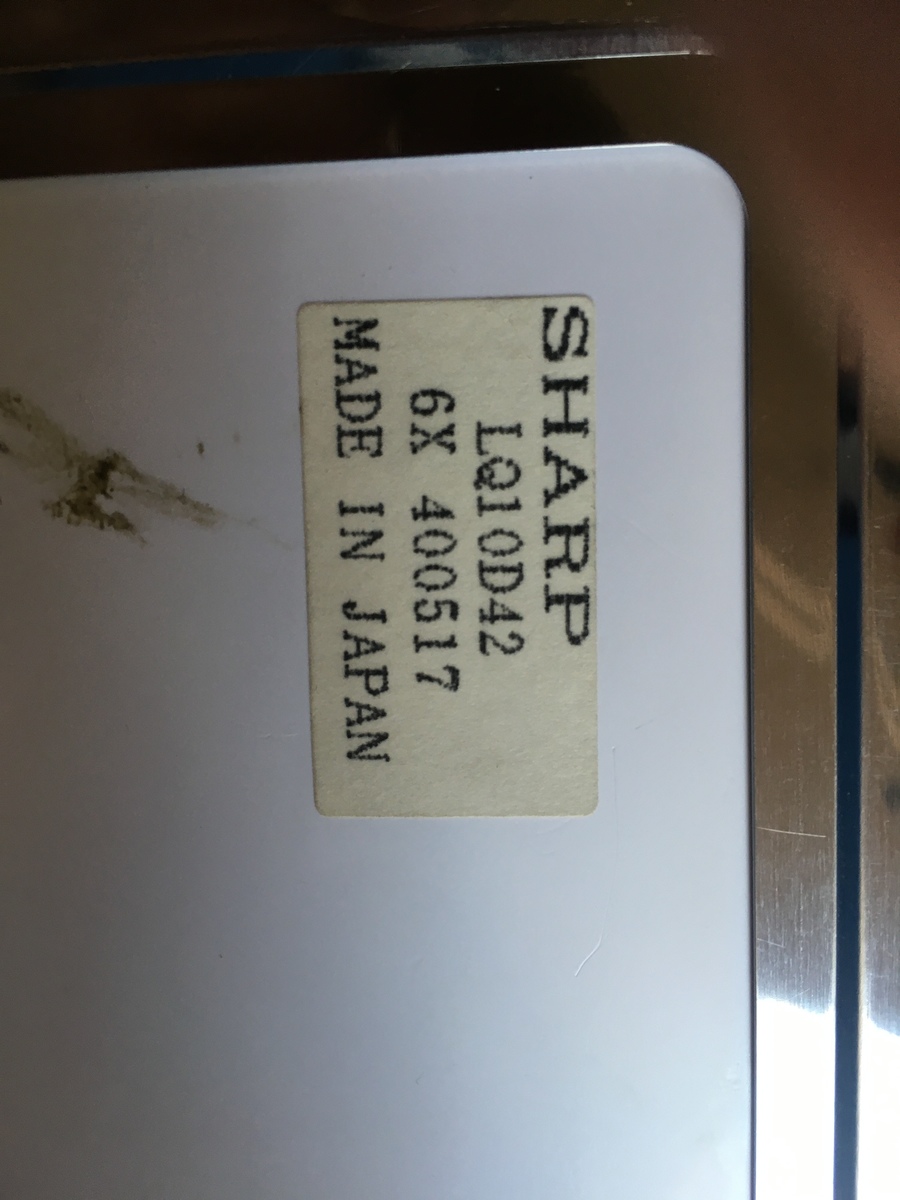 SHARP
LQ10D42
6X 400517
MADE IN JAPAN